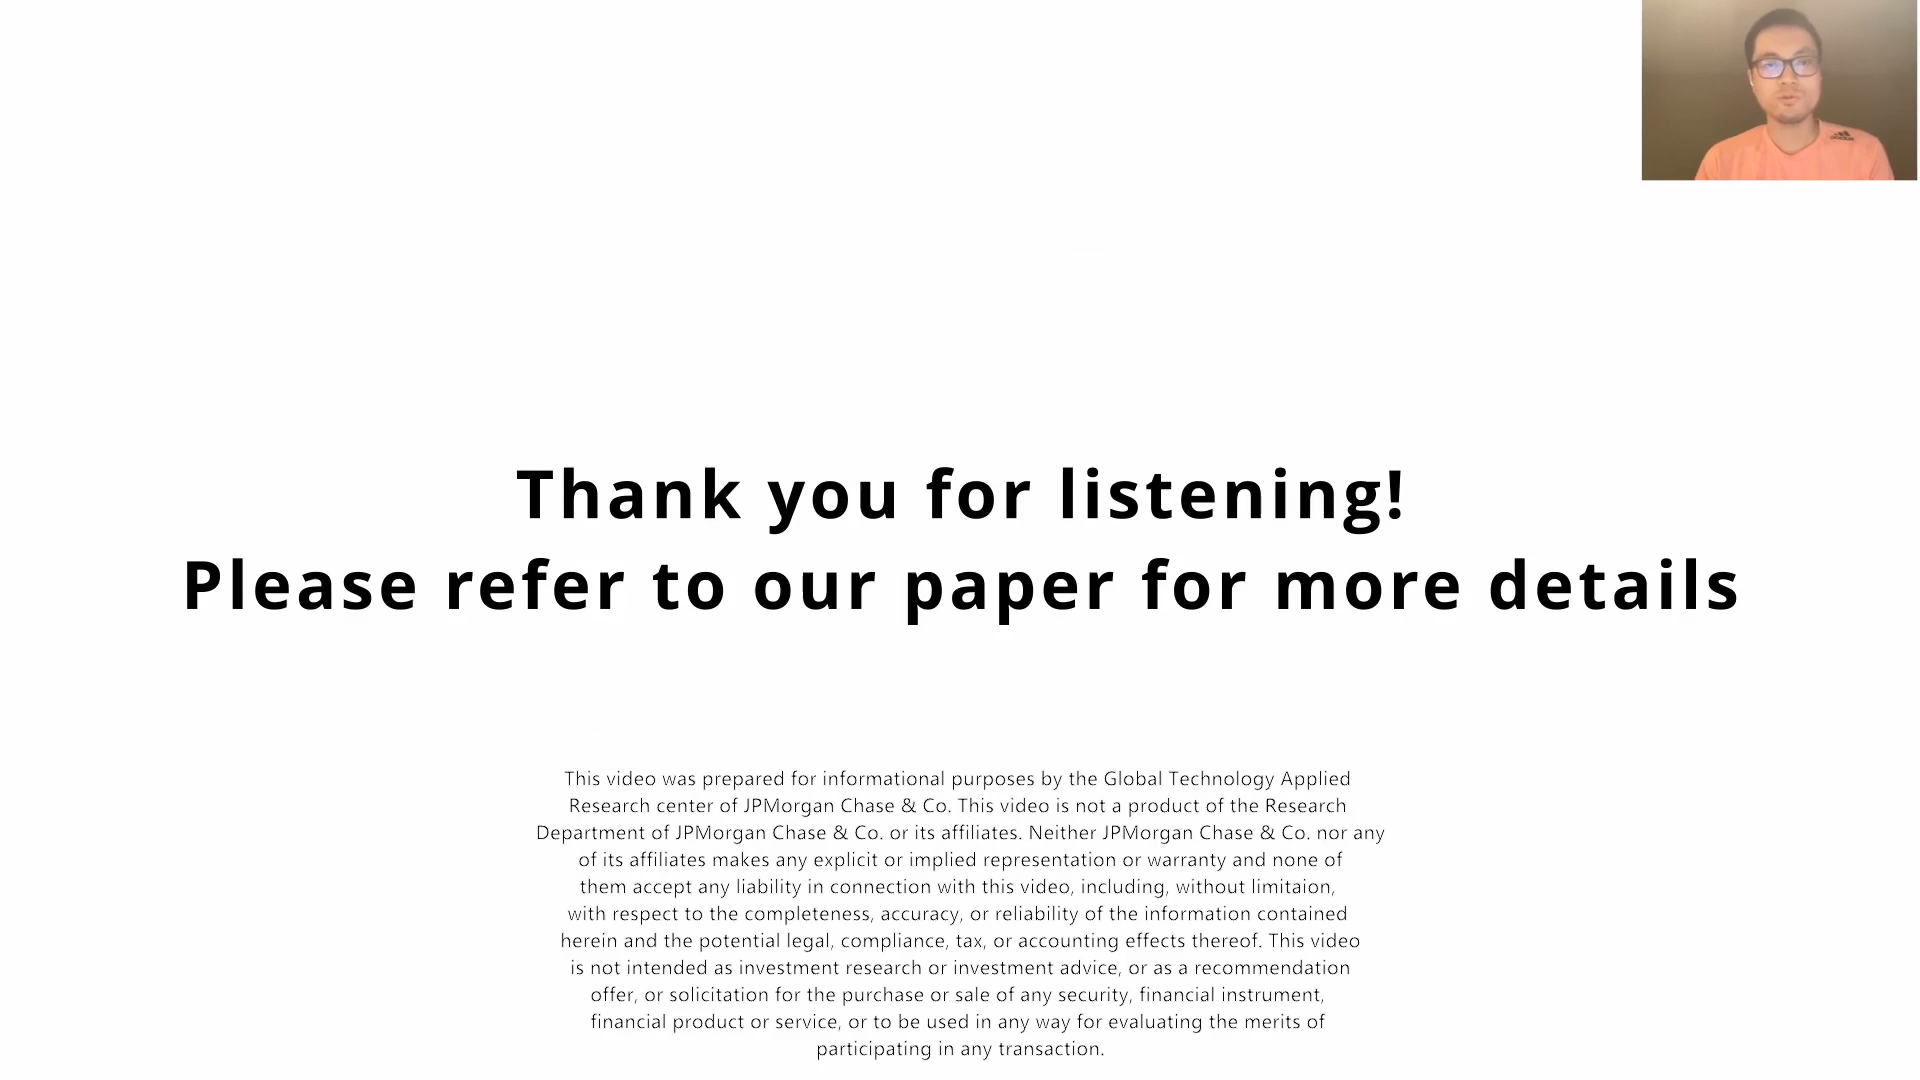 Thank you for listening!
Please refer to our paper for more details
This video was prepared for informational purposes by the Global Technology Applied
Research center of JPMorgan Chase & Co. This video is not a product of the Research
Department of JPMorgan Chase & Co. or its affiliates. Neither JPMorgan Chase & Co. nor any
of its affiliates makes any explicit or implied representation or warranty and none of
them accept any liability in connection with this video, including, without limitaion,
with respect to the completeness, accuracy, or reliability of the information contained
herein and the potential legal, compliance, tax, or accounting effects thereof. This video
is not intended as investment research or investment advice, or as a recommendation
offer, or solicitation for the purchase or sale of any security, financial instrument,
financial product or service, or to be used in any way for evaluating the merits of
participating in any transaction.